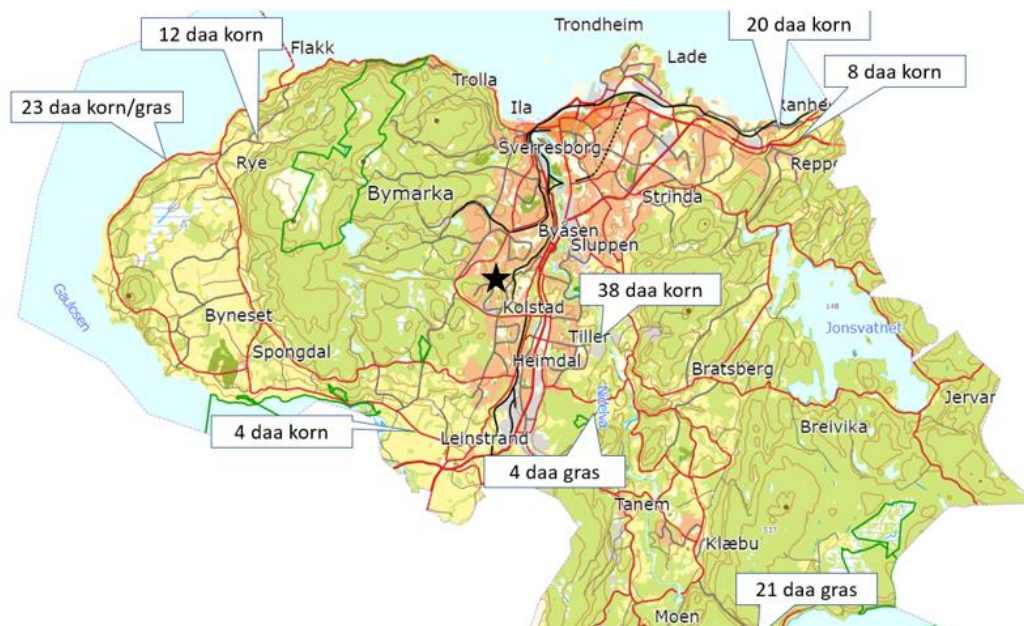 Trondheim
20 daa korn
12 daa korn
Flakk
Lade
8 daa korn
Trolla
23 daa korn/gras
Ila
Sverresborg
Rye
Bymarka
Strinda
Byåsen
Sluppen
38 daa korn
Gaulosen
Byneset
Kolstad
148
Jonsvatnet
Spongdal
Tiller
Heimdal
Bratsberg
Nidelva
4 daa korn
Leinstrand
Breivika
4 daa gras
Tanem
Klæbu
21 daa gras
Moen